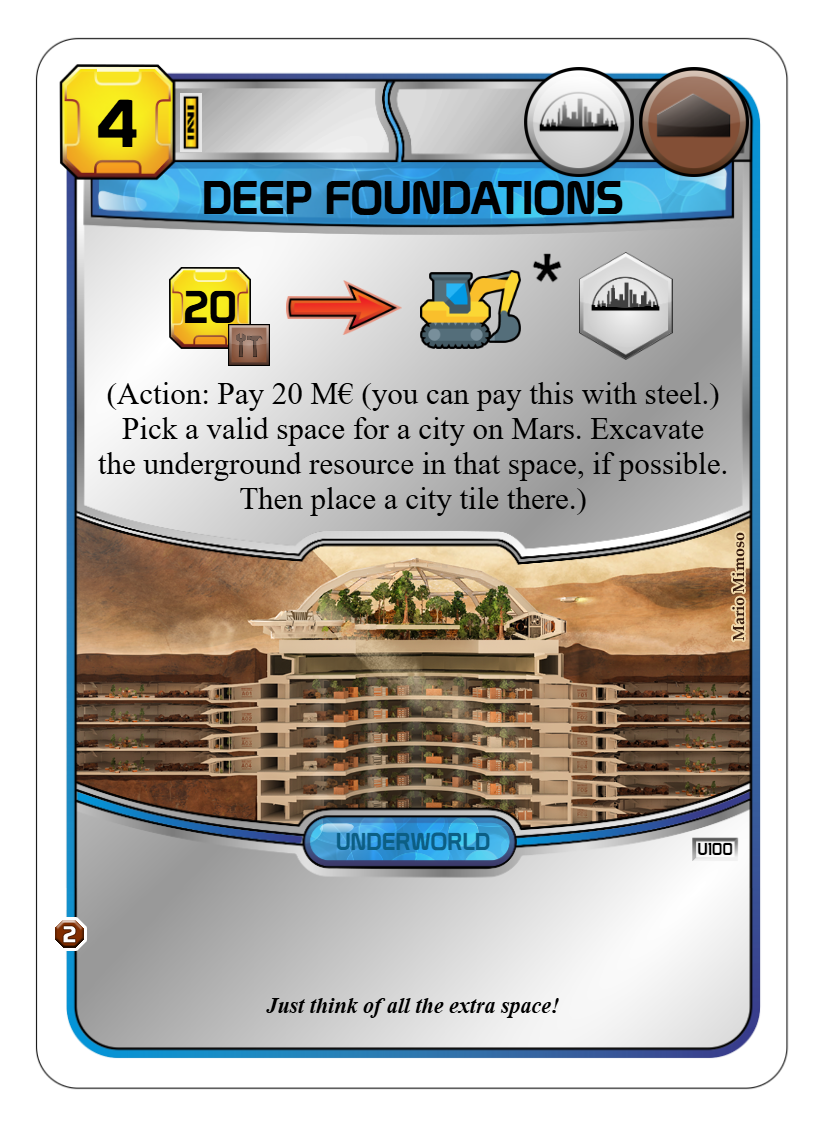 4
DEEP FOUNDATIONS
20
*
(Action: Pay 20 M€ (you can pay this with steel.)
Pick a valid space for a city on Mars. Excavate
the underground resource in that space, if possible.
Then place a city tile there.)
Mario Mimoso
UNDERWORLD
U100
2
Just think of all the extra space!